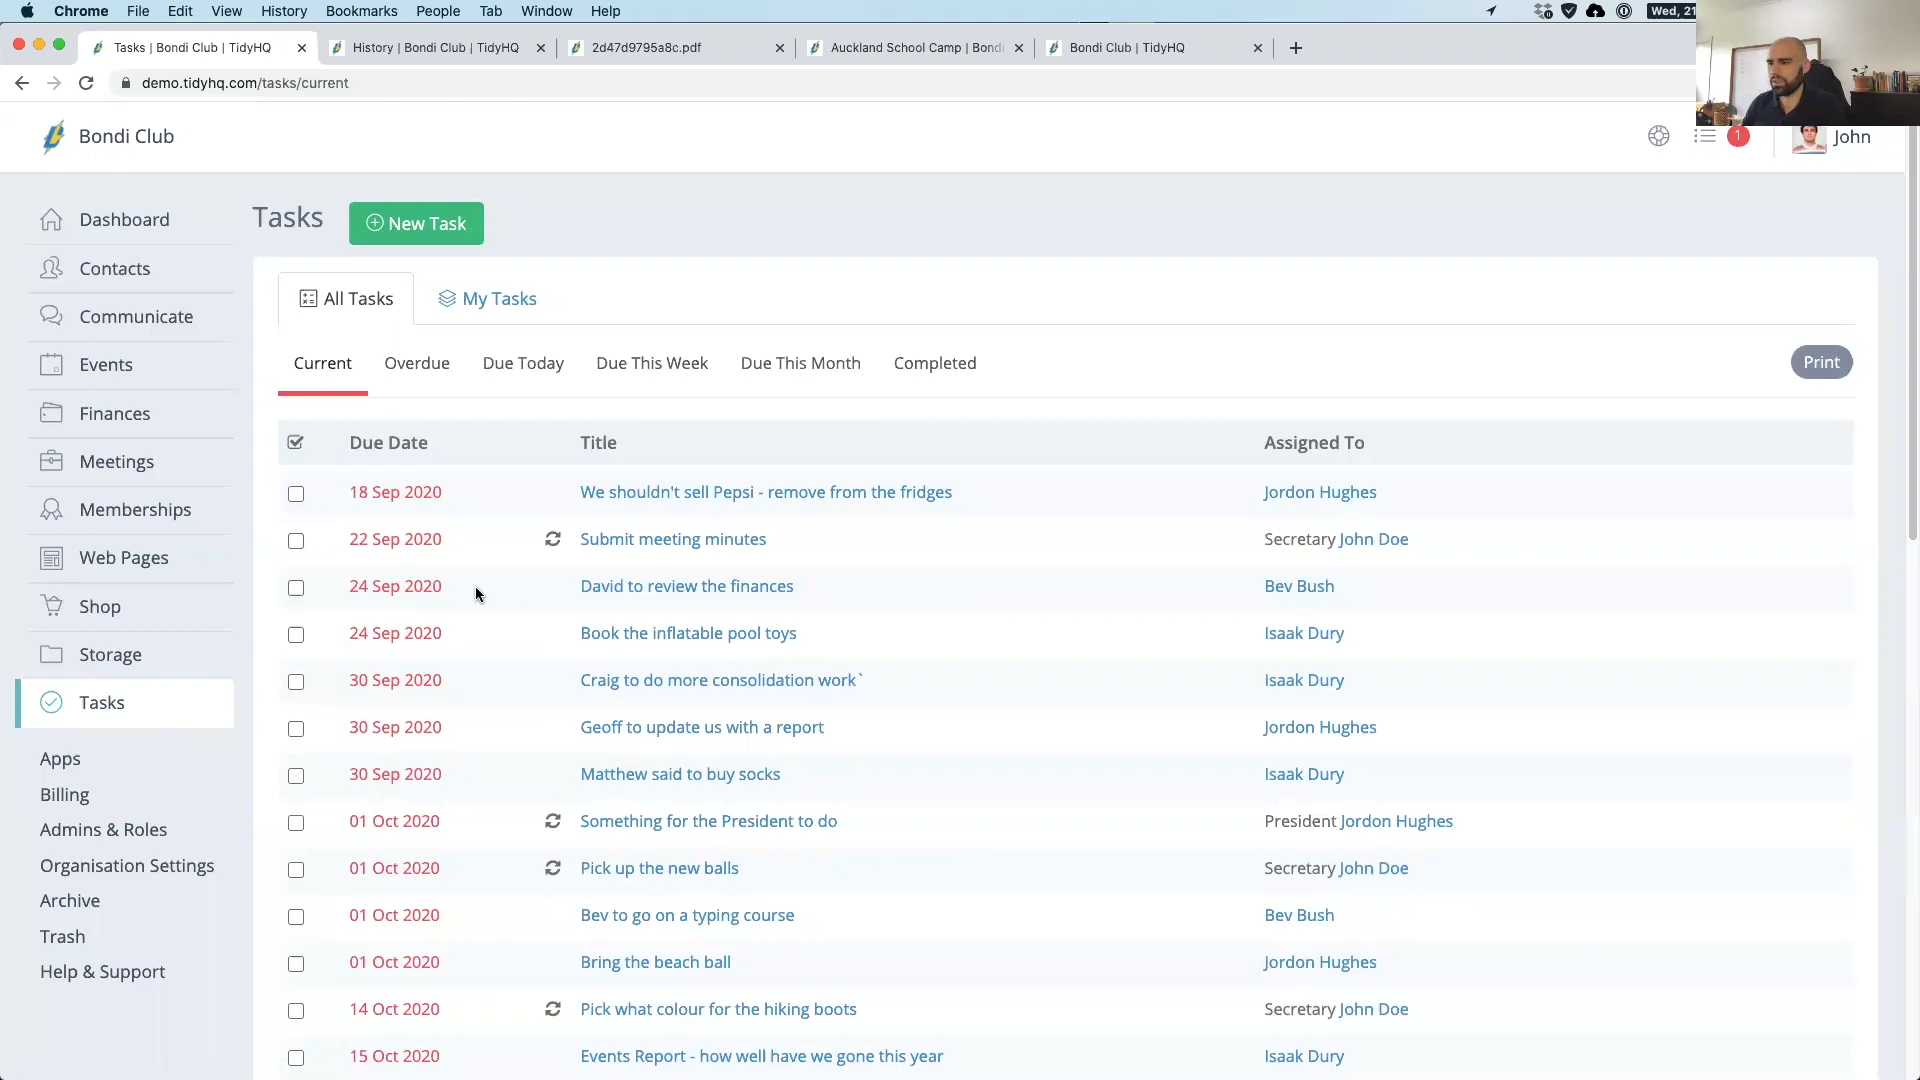 Chrome File Edit View History Bookmarks People Tab Window Help Wed, 21
Tasks | Bondi Club | TidyHQ
History | Bondi Club | TidyHQ
2d47d9795a8c.pdf
Auckland School Camp | Bondi
Bondi Club | TidyHQ
demo.tidyhq.com/tasks/current
Bondi Club
1
John
Dashboard
Contacts
Communicate
Events
Finances
Meetings
Memberships
Web Pages
Shop
Storage
Tasks
Apps
Billing
Admins & Roles
Organisation Settings
Archive
Trash
Help & Support
Tasks
New Task
All Tasks
My Tasks
Current Overdue Due Today Due This Week Due This Month Completed
Print
Due Date Title Assigned To
18 Sep 2020 We shouldn't sell Pepsi - remove from the fridges Jordon Hughes
22 Sep 2020 Submit meeting minutes Secretary John Doe
24 Sep 2020 David to review the finances Bev Bush
24 Sep 2020 Book the inflatable pool toys Isaak Dury
30 Sep 2020 Craig to do more consolidation work` Isaak Dury
30 Sep 2020 Geoff to update us with a report Jordon Hughes
30 Sep 2020 Matthew said to buy socks Isaak Dury
01 Oct 2020 Something for the President to do President Jordon Hughes
01 Oct 2020 Pick up the new balls Secretary John Doe
01 Oct 2020 Bev to go on a typing course Bev Bush
01 Oct 2020 Bring the beach ball Jordon Hughes
14 Oct 2020 Pick what colour for the hiking boots Secretary John Doe
15 Oct 2020 Events Report - how well have we gone this year Isaak Dury